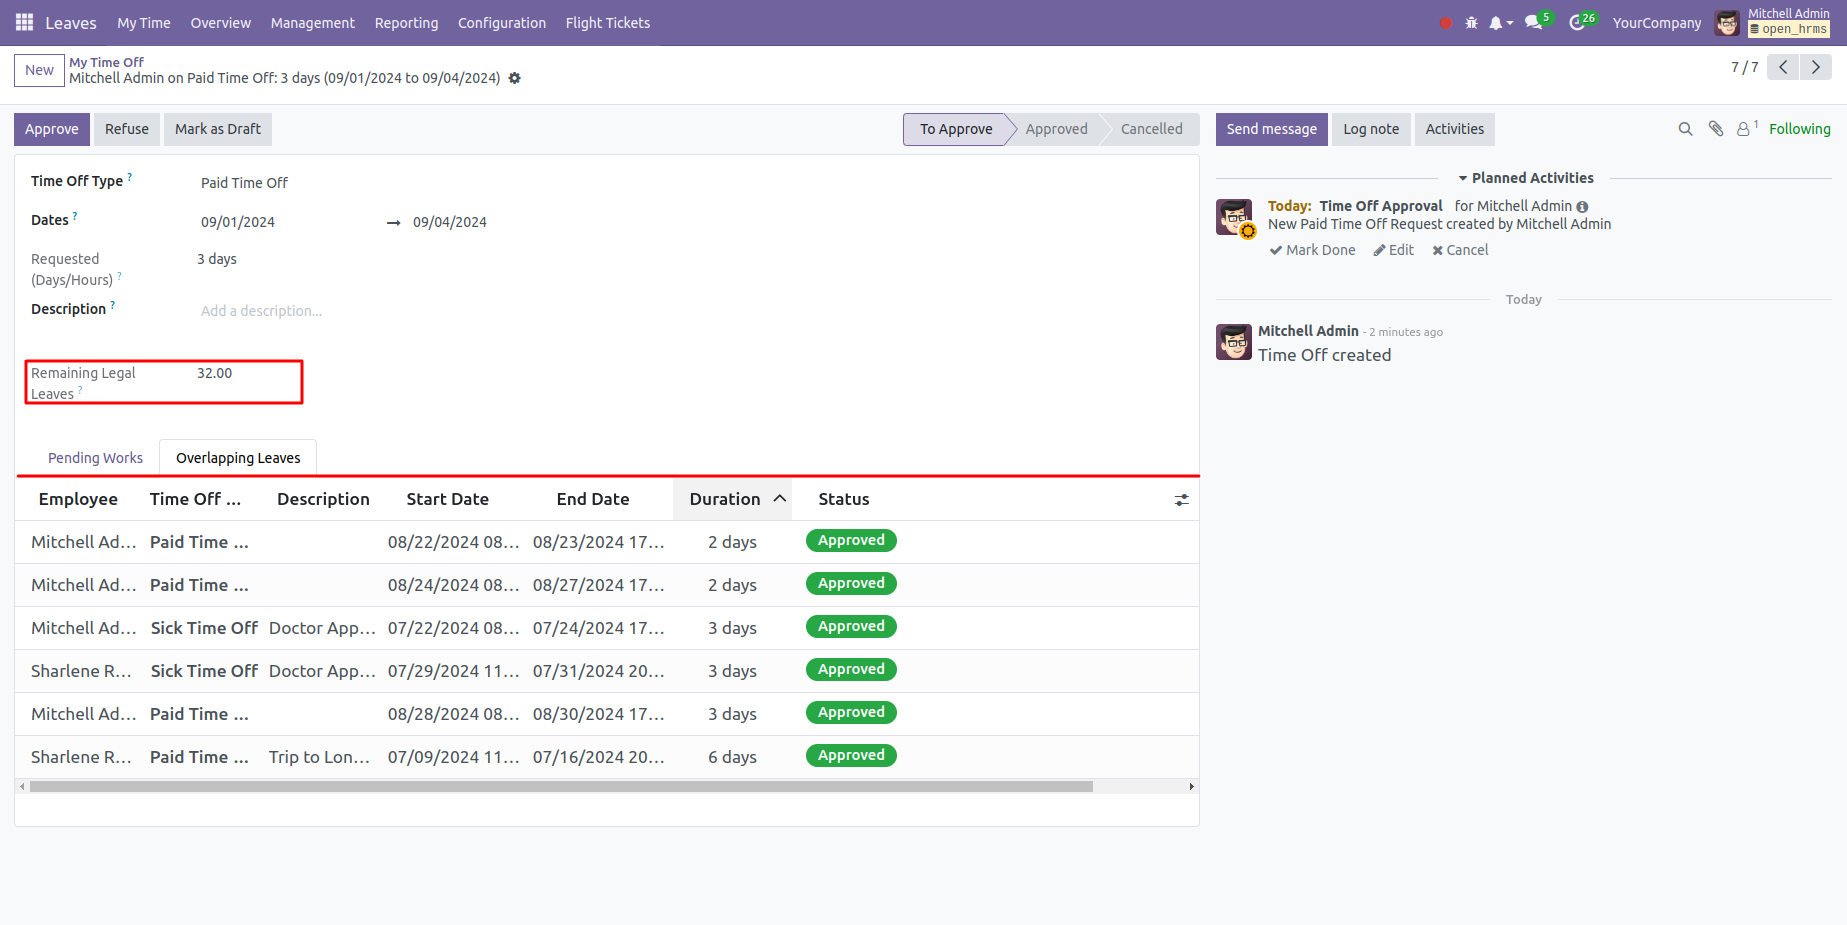 Leaves My Time Overview Management Reporting Configuration Flight Tickets 5 26 YourCompany Mitchell Admin
open_hrms
New My Time Off
Mitchell Admin on Paid Time Off: 3 days (09/01/2024 to 09/04/2024) 7 / 7
Approve Refuse Mark as Draft To Approve Approved Cancelled
Time Off Type ? Paid Time Off
Dates ? 09/01/2024 → 09/04/2024
Requested 3 days
(Days/Hours) ?
Description ? Add a description...
Remaining Legal 32.00
Leaves ?
Pending Works Overlapping Leaves
Employee Time Off ... Description Start Date End Date Duration Status
Mitchell Ad... Paid Time ... 08/22/2024 08... 08/23/2024 17... 2 days Approved
Mitchell Ad... Paid Time ... 08/24/2024 08... 08/27/2024 17... 2 days Approved
Mitchell Ad... Sick Time Off Doctor App... 07/22/2024 08... 07/24/2024 17... 3 days Approved
Sharlene R... Sick Time Off Doctor App... 07/29/2024 11... 07/31/2024 20... 3 days Approved
Mitchell Ad... Paid Time ... 08/28/2024 08... 08/30/2024 17... 3 days Approved
Sharlene R... Paid Time ... Trip to Lon... 07/09/2024 11... 07/16/2024 20... 6 days Approved
Send message Log note Activities 1 Following
Planned Activities
Today: Time Off Approval for Mitchell Admin
New Paid Time Off Request created by Mitchell Admin
Mark Done Edit Cancel
Today
Mitchell Admin - 2 minutes ago
Time Off created